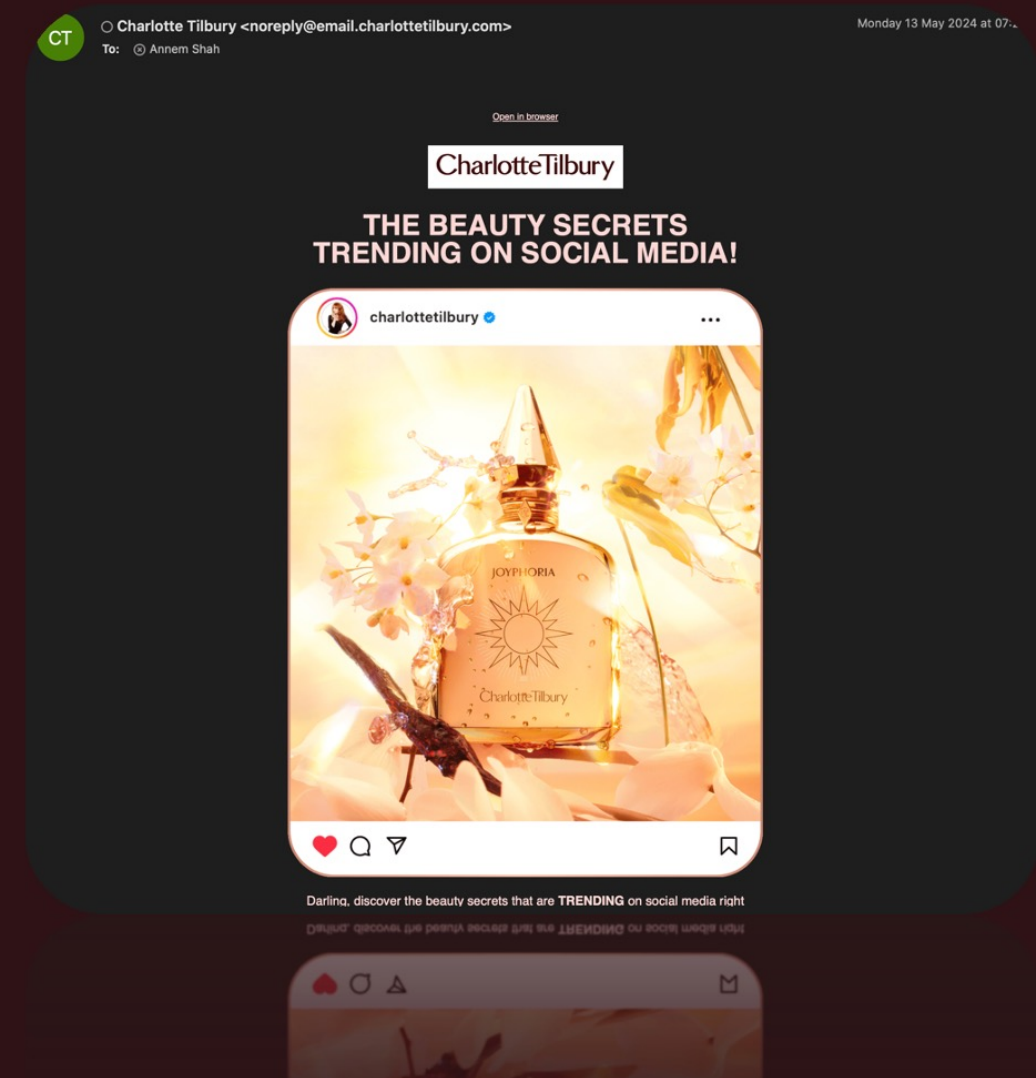 CT
Charlotte Tilbury <noreply@email.charlottetilbury.com>
Monday 13 May 2024 at
To: Annem Shah
Open in browser
CharlotteTilbury
THE BEAUTY SECRETS
TRENDING ON SOCIAL MEDIA!
charlottetilbury
JOYPHORIA
CharlotteTilbury
Darling, discover the beauty secrets that are TRENDING on social media right